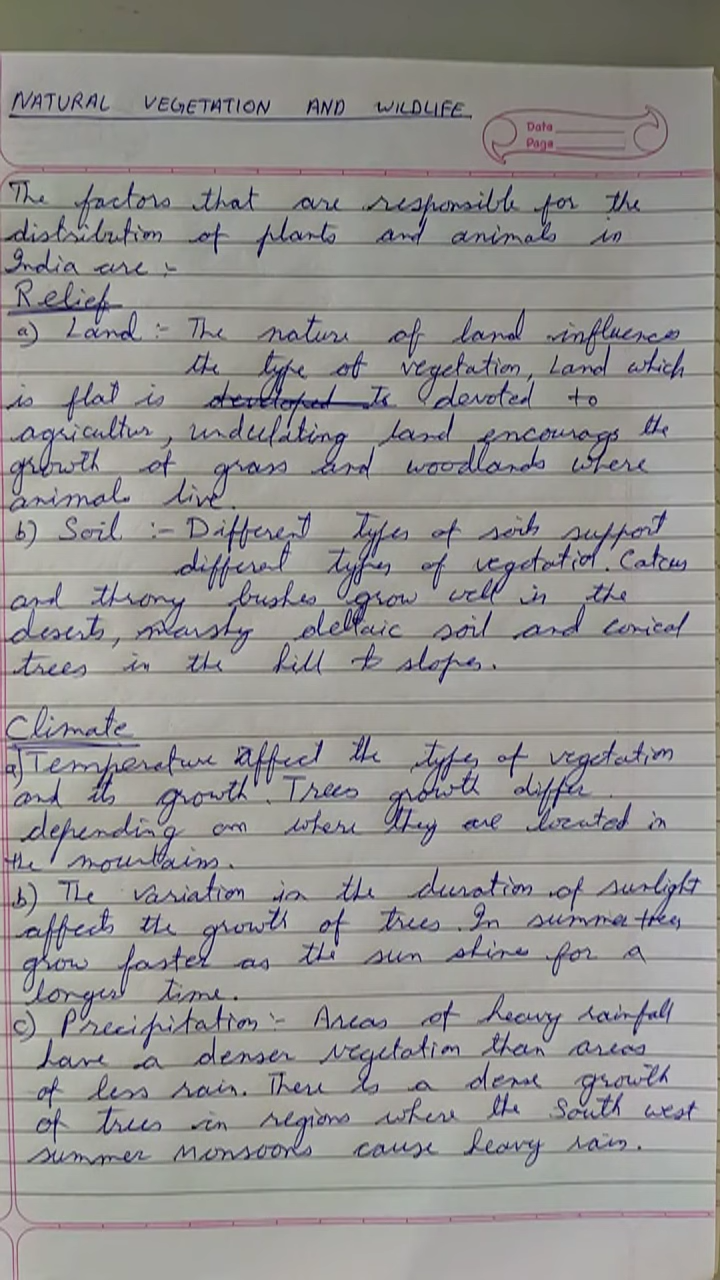 NATURAL VEGETATION AND WILDLIFE
Date
Page
The factors that are responsible for the
distribution of plants and animals in
India are :-
Relief
a) Land :- The nature of land influences
the type of vegetation, Land which
is flat is developed Is devoted to
agricultur, undulating land encourags the
growth of grass and woodlands where
animals live.
b) Soil :- Different types of soils support
different types of vegetatio. Catcus
and throny bushes grow well in the
deserts, marshy deltaic soil and conical
trees in the hill slopes.
Climate
a) Temperature affect the types of vegetation
and its growth. Trees growth differ
depending on where they are located in
the mountains.
b) The variation in the duration of sunlight
affects the growth of trees. In summer trees
grow faster as the sun shine for a
longer time.
c) Precipitation :- Areas of heavy rainfall
have a denser vegetation than areas
of less rain. There is a dense growth
of trees in regions where the South west
summer monsoons cause heavy rain.